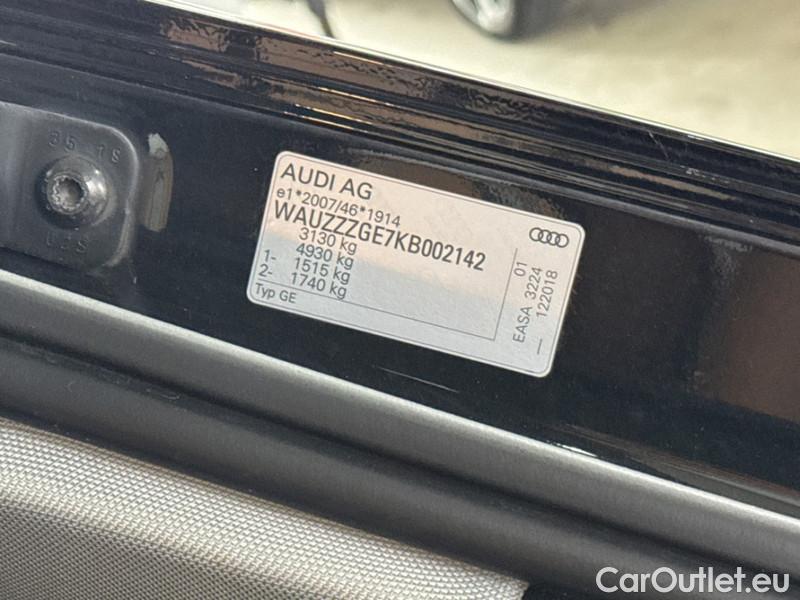 AUDI AG
e1*2007/46*1914
WAUZZZGE7KB002142
3130 kg
4930 kg
1- 1515 kg
2- 1740 kg
Typ GE
01
EASA 3224
122018
CarOutlet.eu